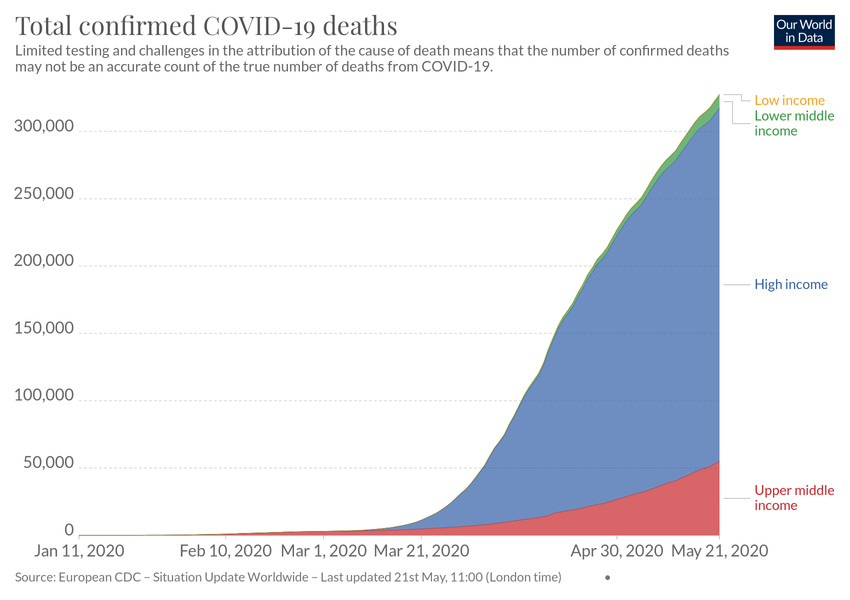 Total confirmed COVID-19 deaths
Our World
in Data
Limited testing and challenges in the attribution of the cause of death means that the number of confirmed deaths
may not be an accurate count of the true number of deaths from COVID-19.
Low income
Lower middle
income
300,000
250,000
200,000
High income
150,000
100,000
50,000
Upper middle
income
0
Jan 11, 2020 Feb 10, 2020 Mar 1, 2020 Mar 21, 2020 Apr 30, 2020 May 21, 2020
Source: European CDC – Situation Update Worldwide – Last updated 21st May, 11:00 (London time) •